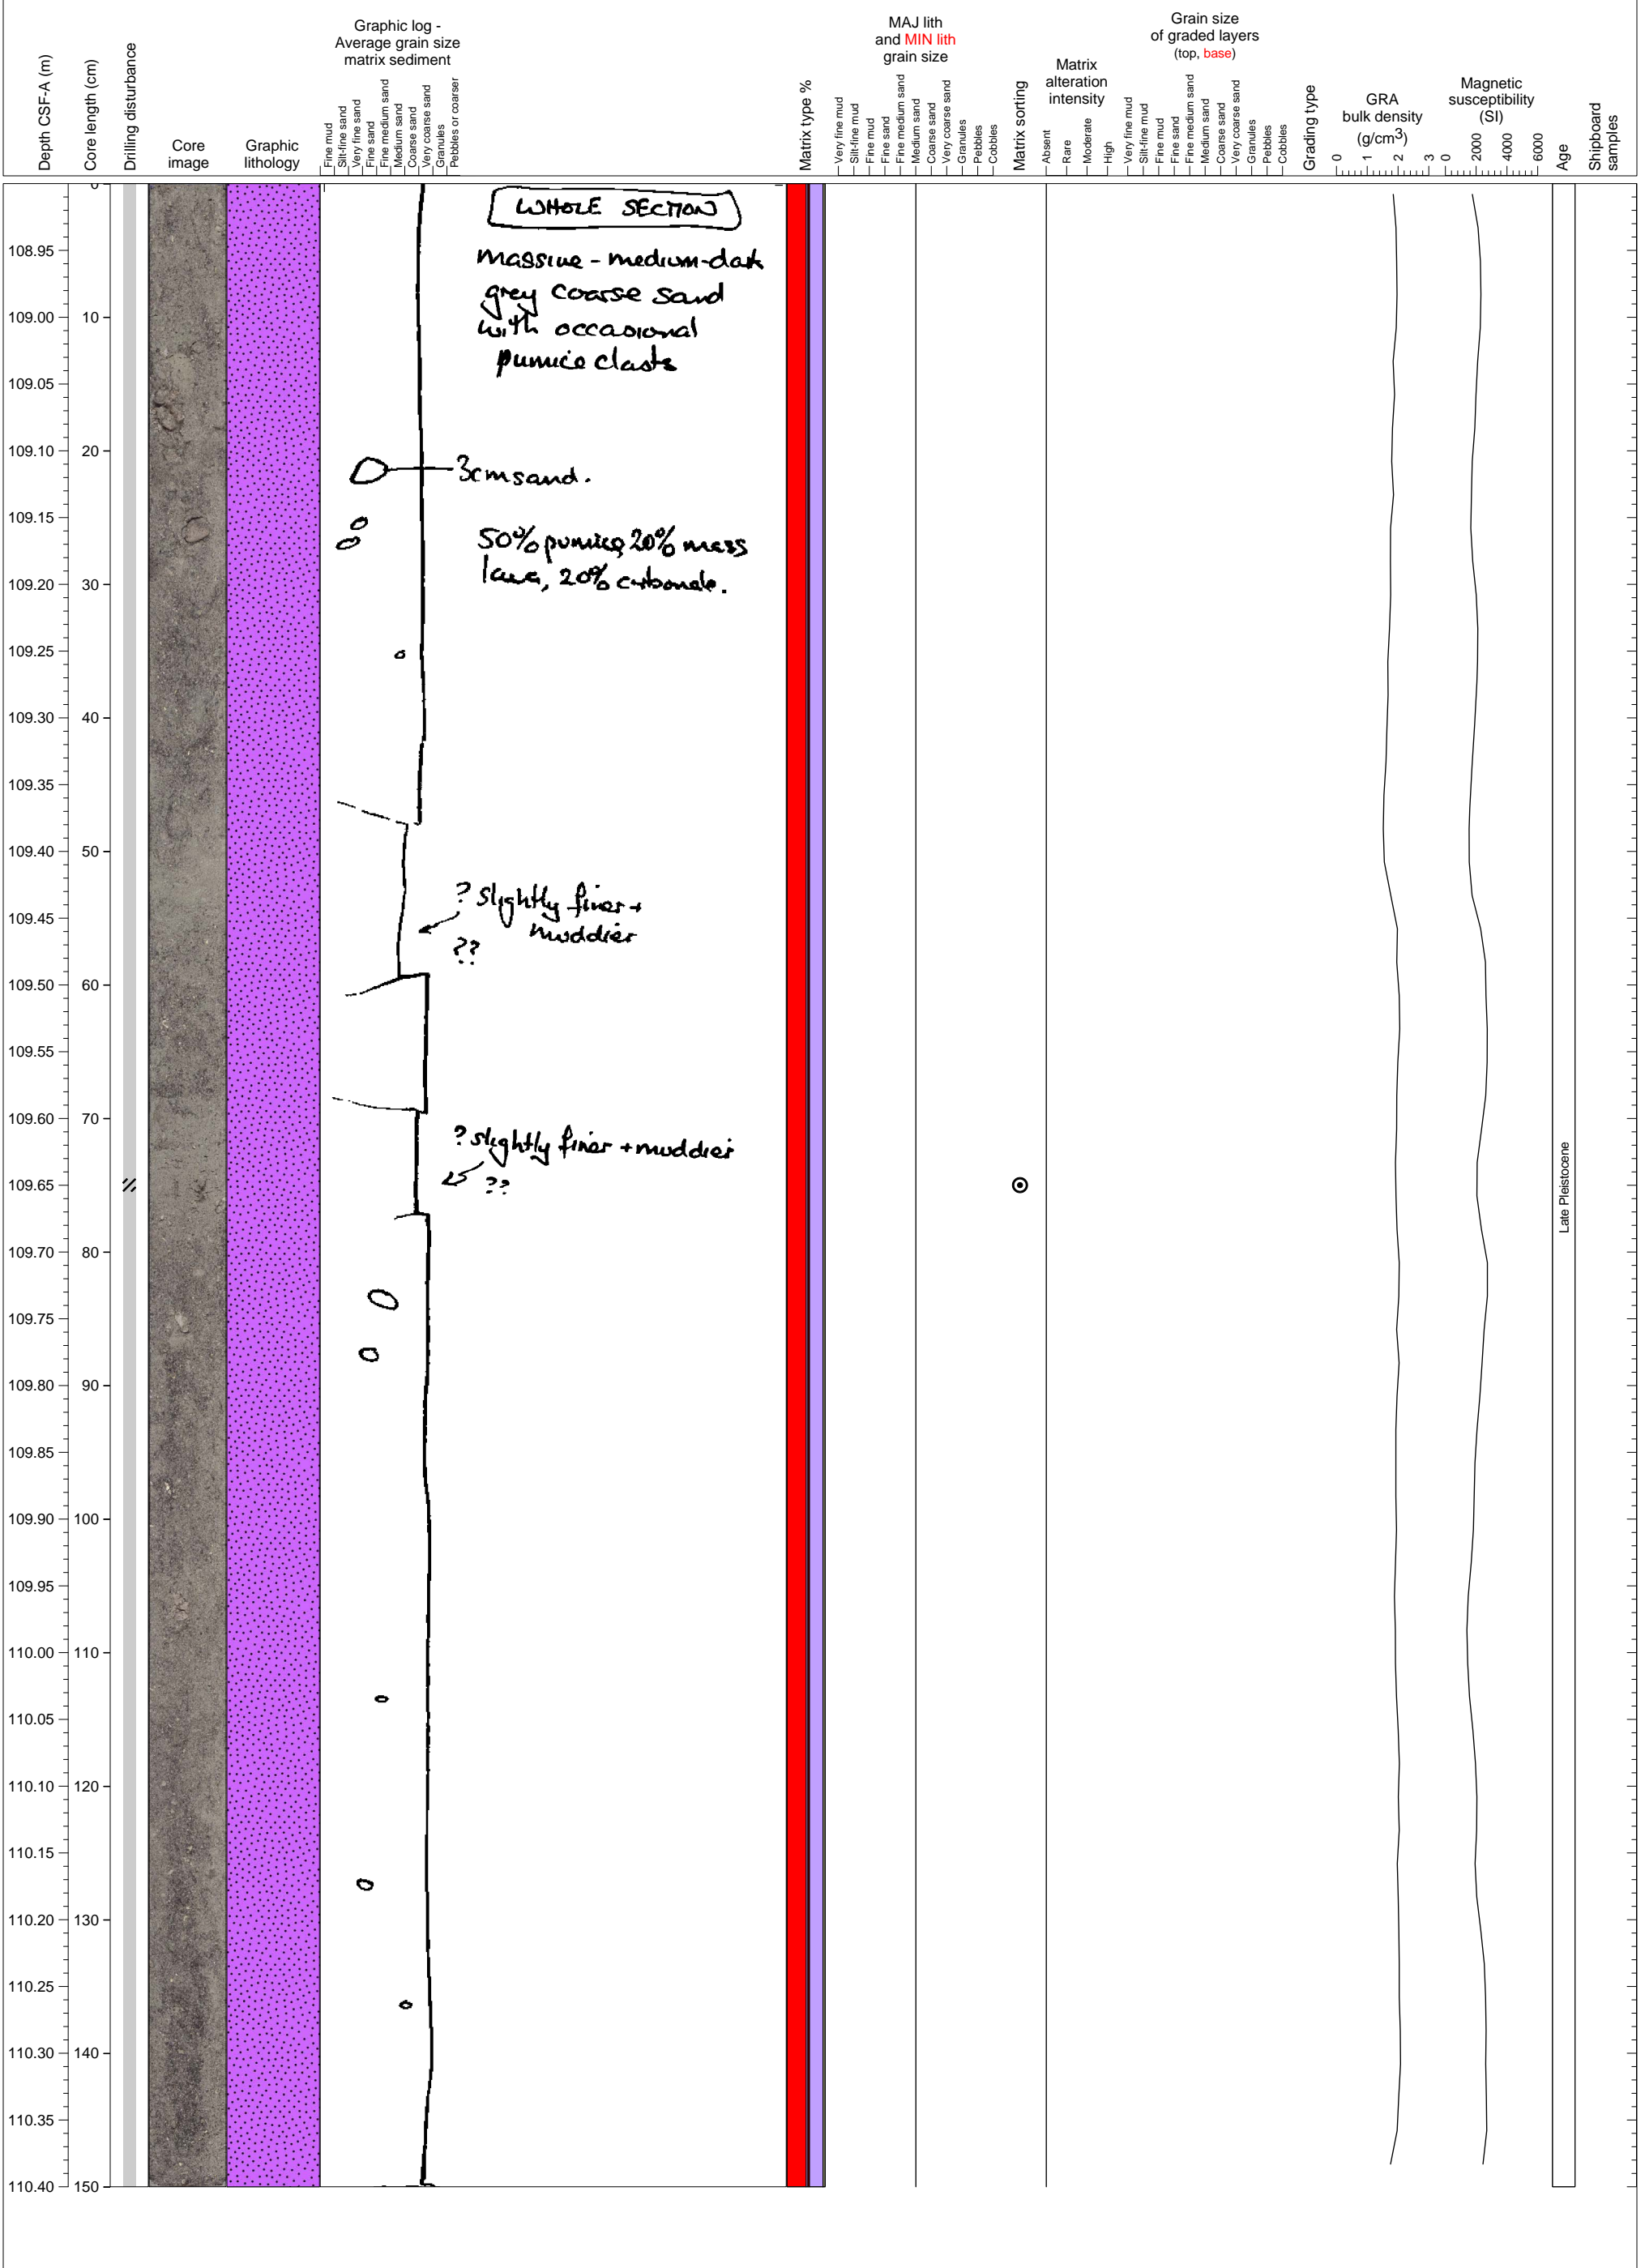 Depth CSF-A (m)
Core length (cm)
Drilling disturbance
Core
image
Graphic
lithology
Graphic log -
Average grain size
matrix sediment
Fine mud
Silt-fine sand
Very fine sand
Fine sand
Fine medium sand
Medium sand
Coarse sand
Very coarse sand
Granules
Pebbles or coarser
Matrix type %
MAJ lith
and MIN lith
grain size
Very fine mud
Silt-fine mud
Fine mud
Fine sand
Fine medium sand
Medium sand
Coarse sand
Very coarse sand
Granules
Pebbles
Cobbles
Matrix sorting
Matrix
alteration
intensity
Absent
Rare
Moderate
High
Grain size
of graded layers
(top, base)
Very fine mud
Silt-fine mud
Fine mud
Fine sand
Fine medium sand
Medium sand
Coarse sand
Very coarse sand
Granules
Pebbles
Cobbles
Grading type
GRA
bulk density
(g/cm3)
0 1 2 3
Magnetic
susceptibility
(SI)
0 2000 4000 6000
Age
Shipboard
samples
0
WHOLE SECTION
108.95
massive - medium-dark
grey coarse sand
109.00 10
with occasional
pumice clasts
109.05
109.10 20
3cm sand.
109.15
50% pumice, 20% mass
lava, 20% carbonate.
109.20 30
109.25
109.30 40
109.35
109.40 50
? slightly finer +
muddier
109.45
??
109.50 60
109.55
109.60 70
? slightly finer + muddier
??
109.65
Late Pleistocene
109.70 80
109.75
109.80 90
109.85
109.90 100
109.95
110.00 110
110.05
110.10 120
110.15
110.20 130
110.25
110.30 140
110.35
110.40 150